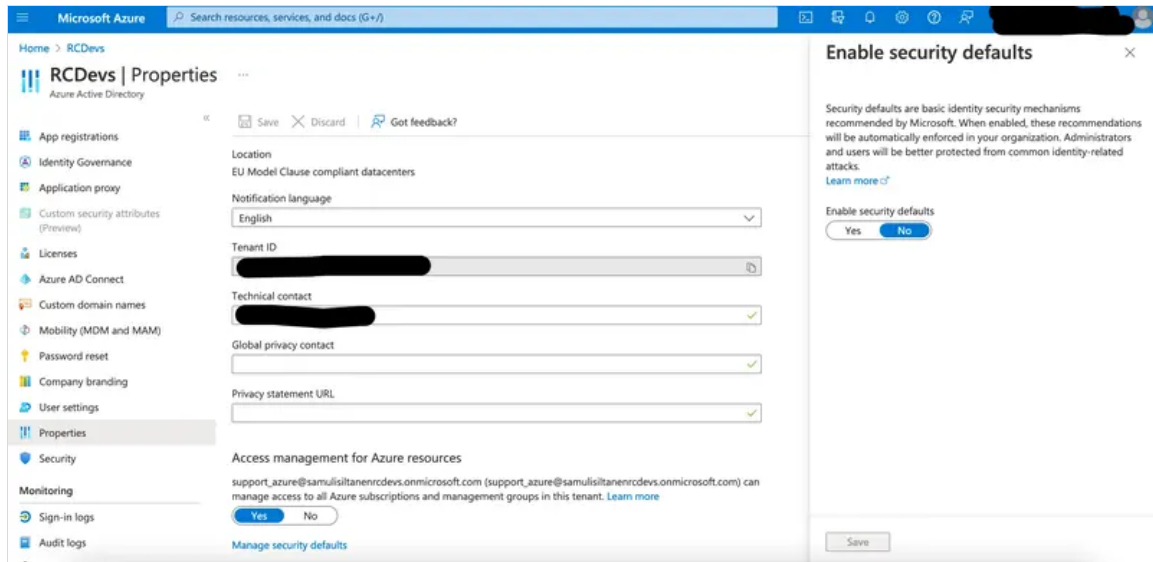 Microsoft Azure
Search resources, services, and docs (G+/)
Home > RCDevs
RCDevs | Properties ...
Azure Active Directory
«
App registrations
Identity Governance
Application proxy
Custom security attributes
(Preview)
Licenses
Azure AD Connect
Custom domain names
Mobility (MDM and MAM)
Password reset
Company branding
User settings
Properties
Security
Monitoring
Sign-in logs
Audit logs
Save Discard Got feedback?
Location
EU Model Clause compliant datacenters
Notification language
English
Tenant ID
Technical contact
Global privacy contact
Privacy statement URL
Access management for Azure resources
support_azure@samulisiltanenrcdevs.onmicrosoft.com (support_azure@samulisiltanenrcdevs.onmicrosoft.com) can
manage access to all Azure subscriptions and management groups in this tenant. Learn more
Yes No
Manage security defaults
Enable security defaults
Security defaults are basic identity security mechanisms
recommended by Microsoft. When enabled, these recommendations
will be automatically enforced in your organization. Administrators
and users will be better protected from common identity-related
attacks.
Learn more
Enable security defaults
Yes No
Save